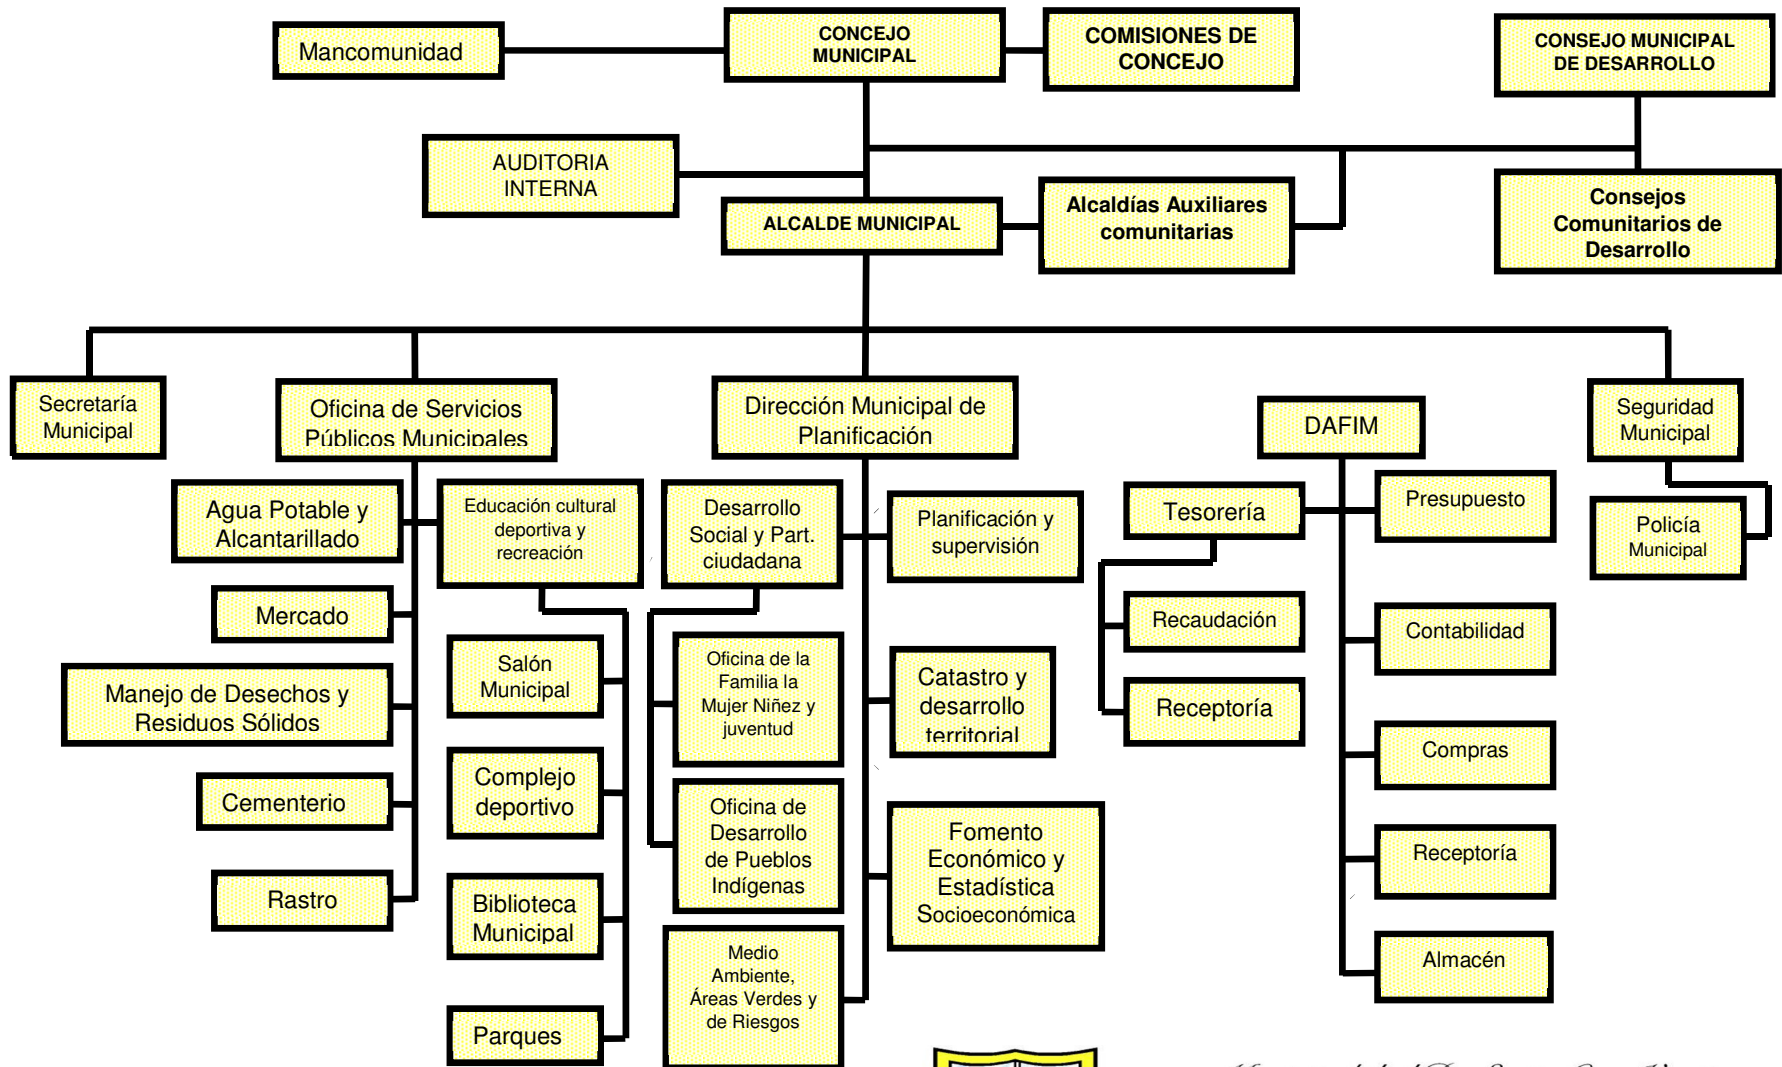 Mancomunidad
CONCEJO
MUNICIPAL
COMISIONES DE
CONCEJO
CONSEJO MUNICIPAL
DE DESARROLLO
AUDITORIA
INTERNA
ALCALDE MUNICIPAL
Alcaldías Auxiliares
comunitarias
Consejos
Comunitarios de
Desarrollo
Secretaría
Municipal
Oficina de Servicios
Públicos Municipales
Dirección Municipal de
Planificación
DAFIM
Seguridad
Municipal
Agua Potable y
Alcantarillado
Educación cultural
deportiva y
recreación
Desarrollo
Social y Part.
ciudadana
Planificación y
supervisión
Tesorería
Presupuesto
Policía
Municipal
Mercado
Salón
Municipal
Oficina de la
Familia la
Mujer Niñez y
juventud
Catastro y
desarrollo
territorial
Recaudación
Contabilidad
Manejo de Desechos y
Residuos Sólidos
Receptoría
Cementerio
Complejo
deportivo
Oficina de
Desarrollo
de Pueblos
Indígenas
Fomento
Económico y
Estadística
Socioeconómica
Compras
Rastro
Biblioteca
Municipal
Receptoría
Medio
Ambiente,
Áreas Verdes y
de Riesgos
Almacén
Parques